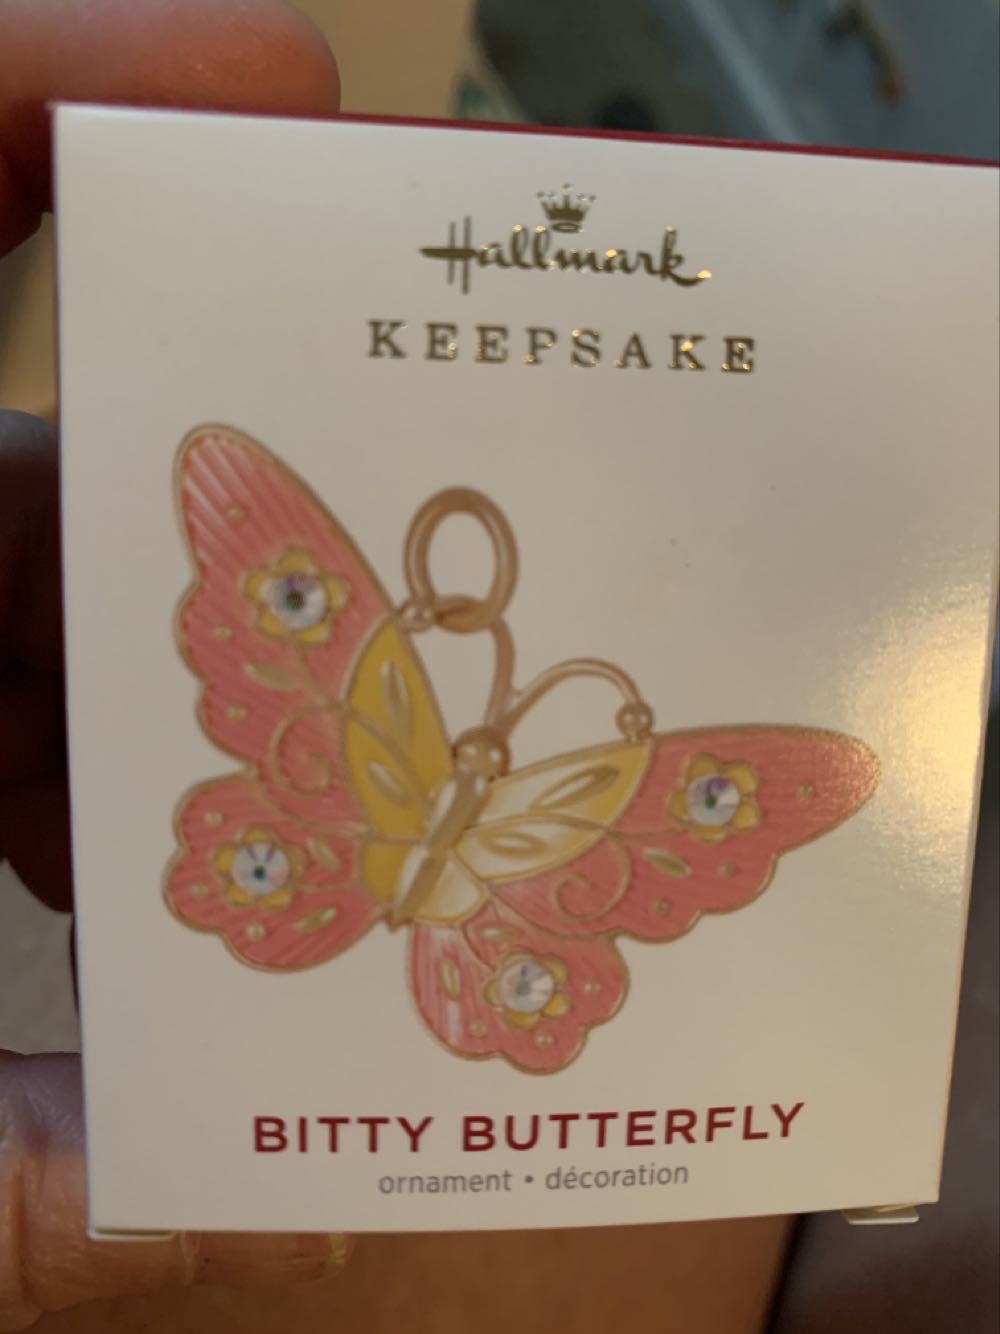 Hallmark
KEEPSAKE
BITTY BUTTERFLY
ornament • décoration